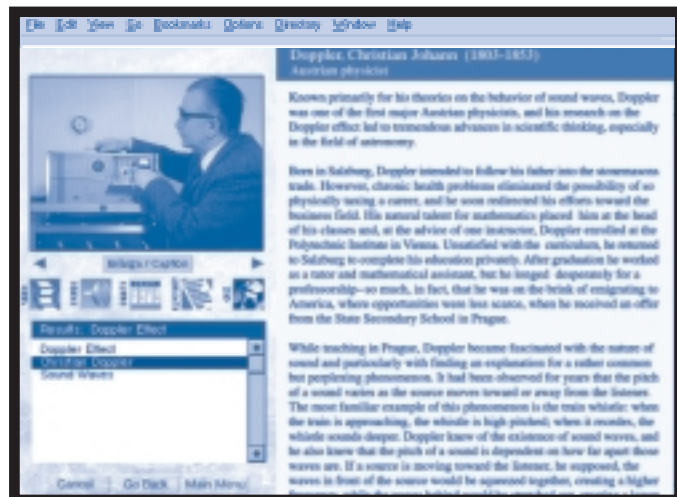 File Edit View Go Bookmarks Options Directory Window Help
Doppler, Christian Johann (1803-1853)
Austrian physicist
Known primarily for his theories on the behavior of sound waves, Doppler
was one of the first major Austrian physicists, and his research on the
Doppler effect led to tremendous advances in scientific thinking, especially
in the field of astronomy.
Born in Salzburg, Doppler intended to follow his father into the stonemasons
trade. However, chronic health problems eliminated the possibility of so
physically taxing a career, and he soon redirected his efforts toward the
business field. His natural talent for mathematics placed him at the head
of his classes and, at the advice of one instructor, Doppler enrolled at the
Polytechnic Institute in Vienna. Unsatisfied with the curriculum, he returned
to Salzburg to complete his education privately. After graduation he worked
as a tutor and mathematical assistant, but he longed desperately for a
professorship--so much, in fact, that he was on the brink of emigrating to
America, where opportunities were less scarce, when he received an offer
from the State Secondary School in Prague.
While teaching in Prague, Doppler became fascinated with the nature of
sound and particularly with finding an explanation for a rather common
but perplexing phenomenon. It had been observed for years that the pitch
of a sound varies as the source moves toward or away from the listener.
The most familiar example of this phenomenon is the train whistle: when
the train is approaching, the whistle is high pitched; when it recedes, the
whistle sounds deeper. Doppler knew of the existence of sound waves, and
he also knew that the pitch of a sound is dependent on how far apart those
waves are. If a source is moving toward the listener, he supposed, the
waves in front of the source would be squeezed together, creating a higher
Enlarge / Caption
Results: Doppler Effect
Doppler Effect
Christian Doppler
Sound Waves
Cancel Go Back Main Menu